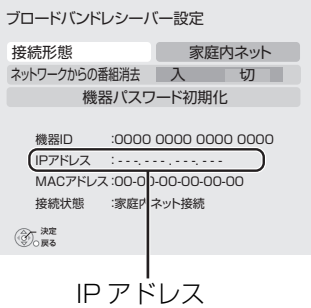 ブロードバンドレシーバー設定
接続形態 家庭内ネット
ネットワークからの番組消去 入 切
機器パスワード初期化
機器ID :0000 0000 0000 0000
IPアドレス :---.---.---.---
MACアドレス:00-00-00-00-00-00
接続状態 :家庭内ネット接続
決定
戻る
IP アドレス